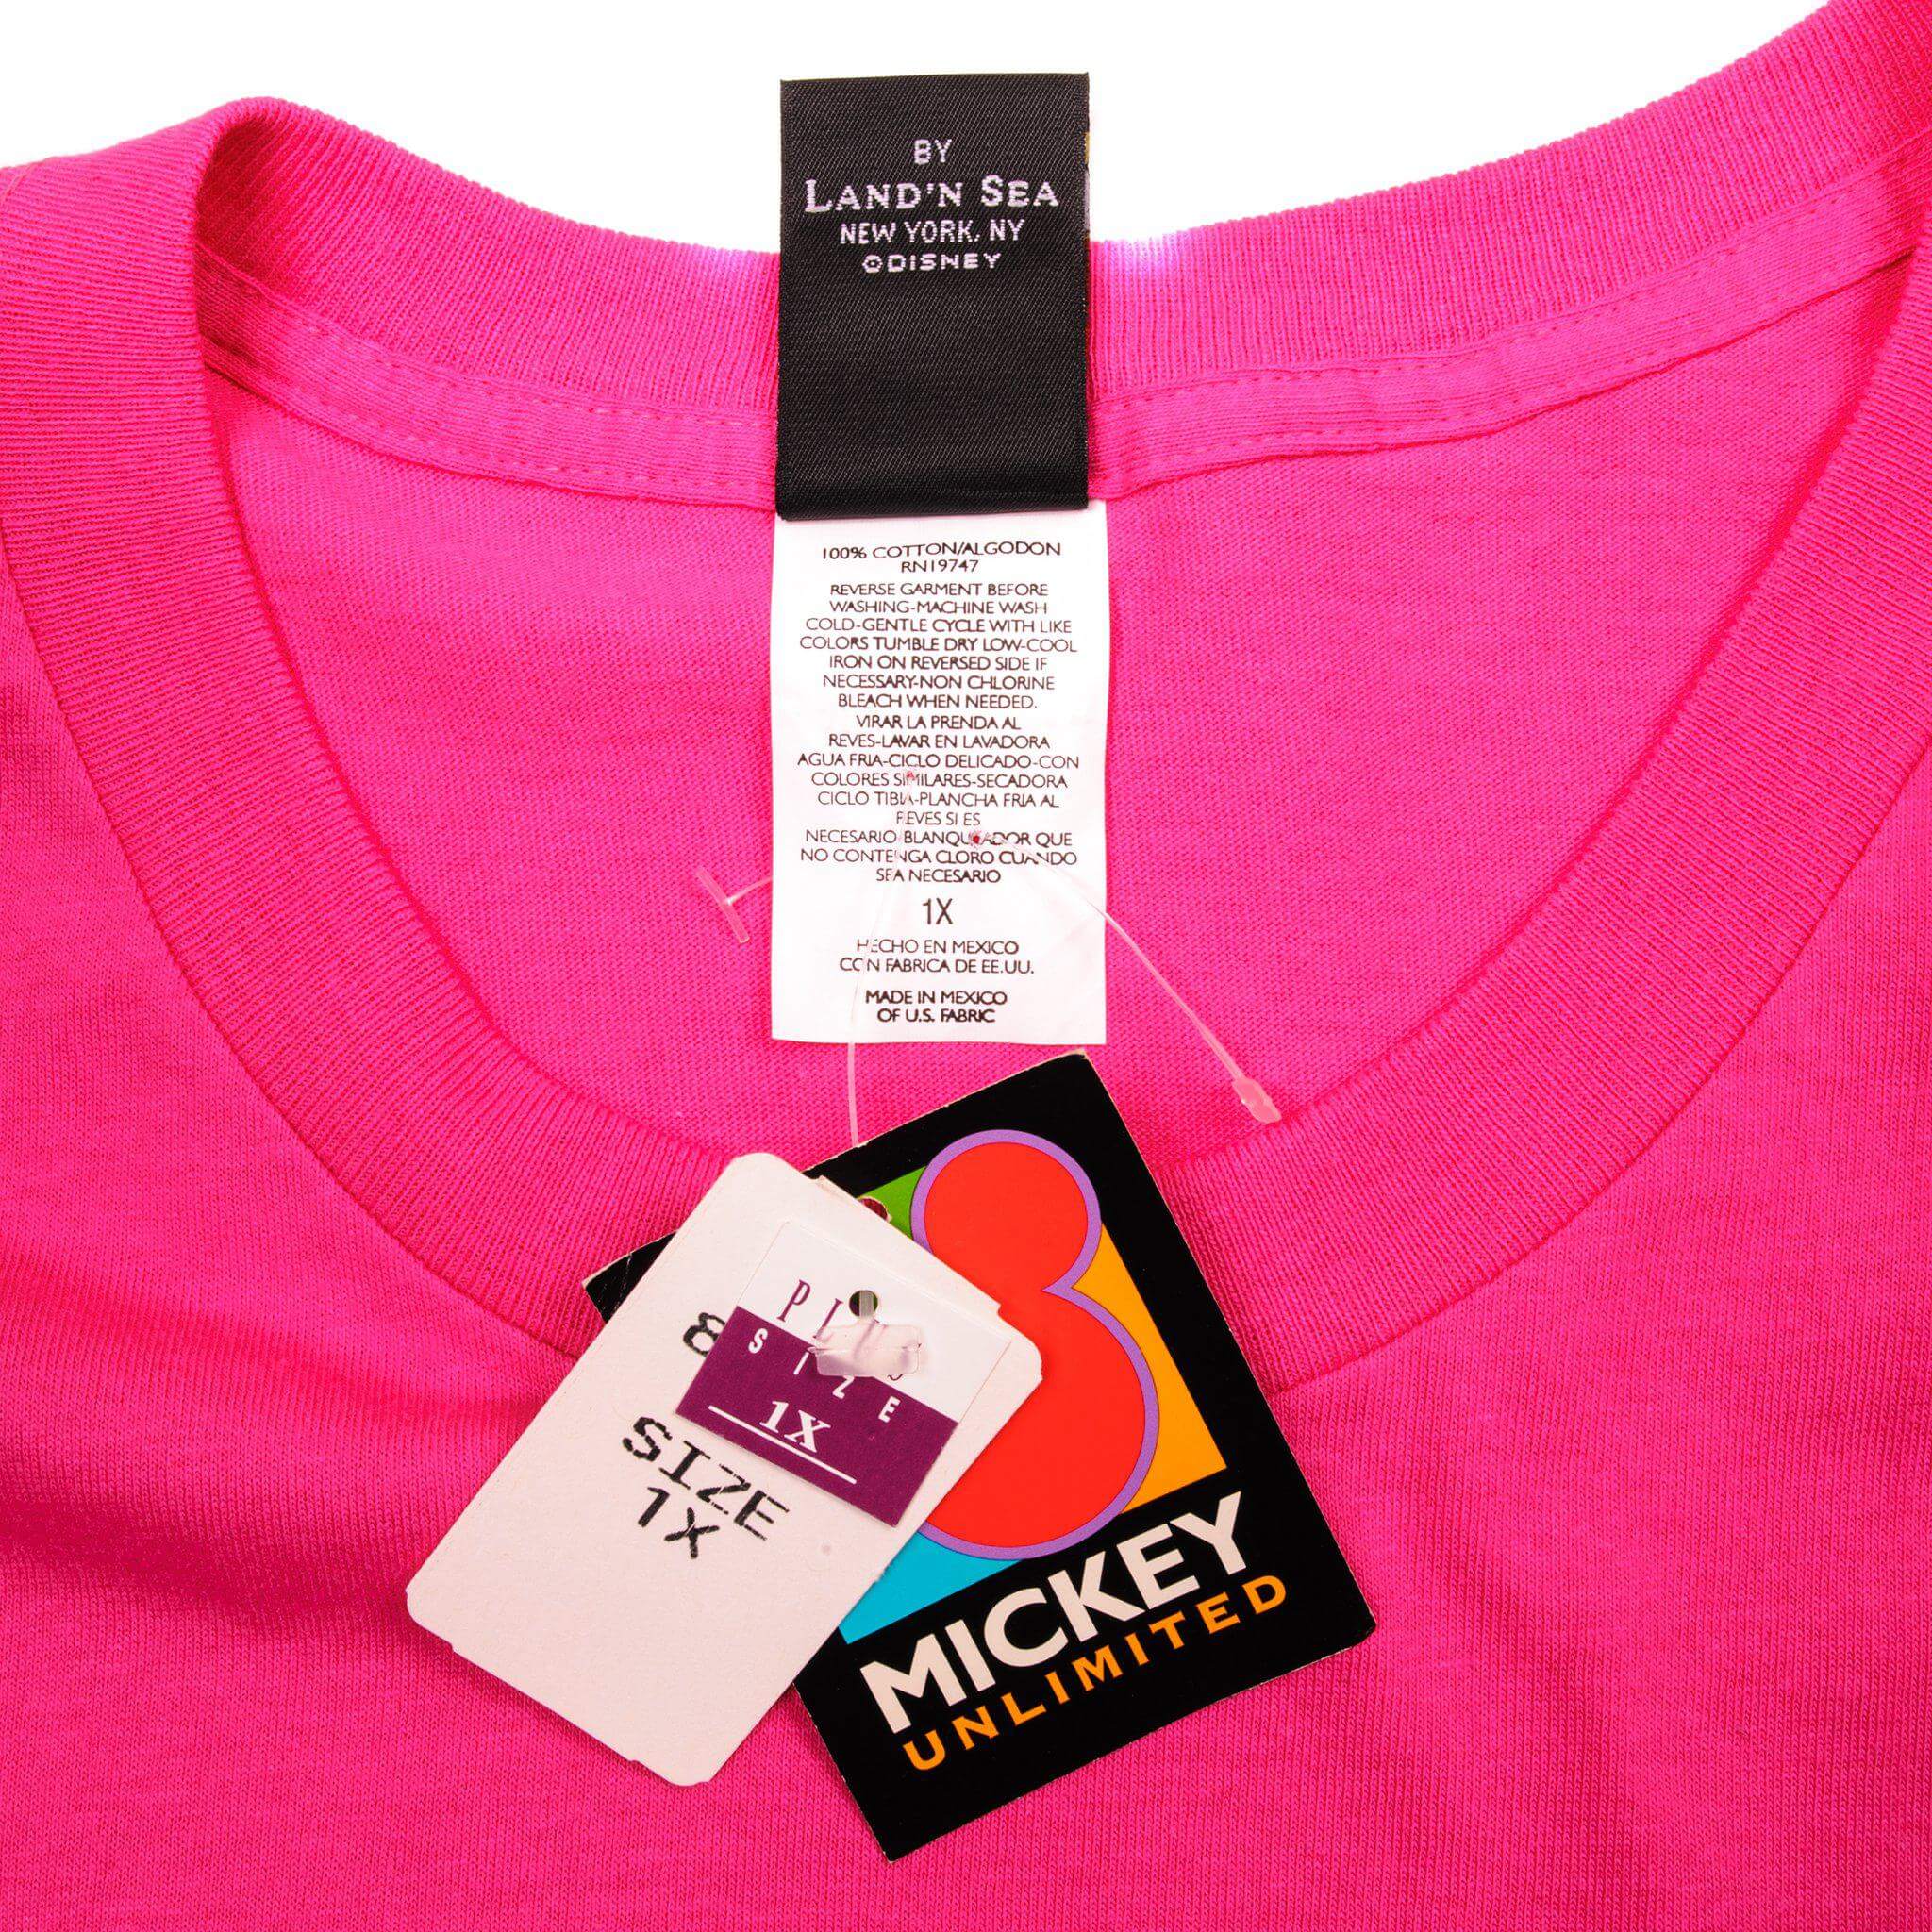 BY
LAND'N SEA
NEW YORK, NY
©DISNEY
100% COTTON/ALGODON
RN19747
REVERSE GARMENT BEFORE
WASHING-MACHINE WASH
COLD-GENTLE CYCLE WITH LIKE
COLORS TUMBLE DRY LOW-COOL
IRON ON REVERSED SIDE IF
NECESSARY-NON CHLORINE
BLEACH WHEN NEEDED.
VIRAR LA PRENDA AL
REVES-LAVAR EN LAVADORA
AGUA FRIA-CICLO DELICADO-CON
COLORES SIMILARES-SECADORA
CICLO TIBIA-PLANCHA FRIA AL
REVES SI ES
NECESARIO BLANQUEADOR QUE
NO CONTENGA CLORO CUANDO
SEA NECESARIO
1X
HECHO EN MEXICO
CON FABRICA DE EE.UU.
MADE IN MEXICO
OF U.S. FABRIC
PLUS
SIZE
1X
8
SIZE
1X
MICKEY
UNLIMITED